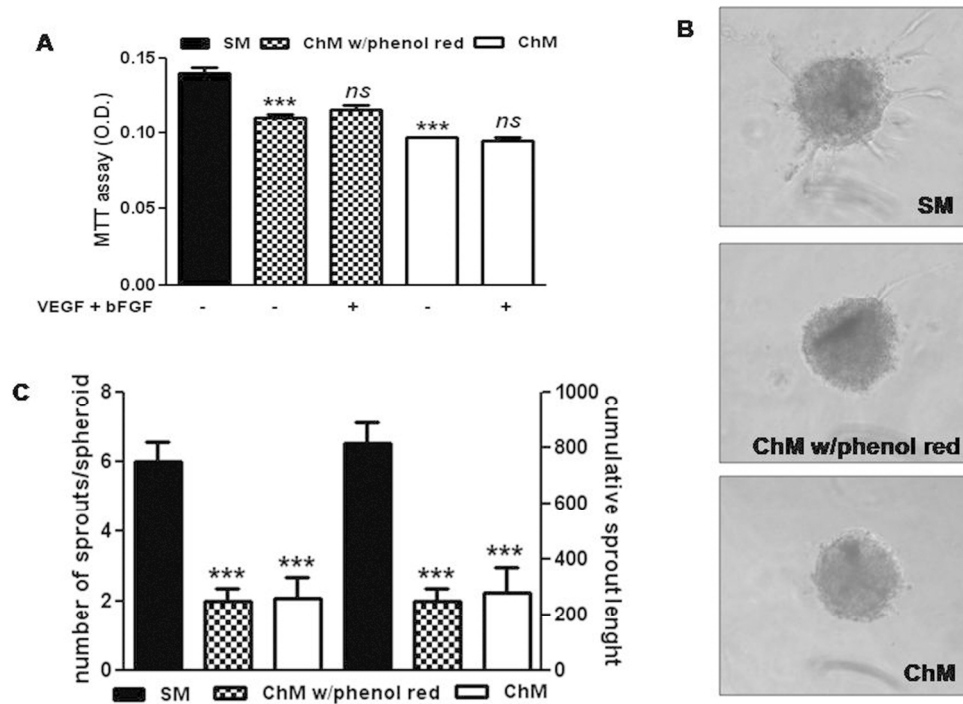 A
SM ChM w/phenol red ChM
MTT assay (O.D.)
0.15
0.10
0.05
0.00
*** ns *** ns
VEGF + bFGF - - + - +
B
SM
ChM w/phenol red
ChM
C
number of sprouts/spheroid
8
6
4
2
0
*** *** *** ***
1000
800
600
400
200
0
cumulative sprout lenght
SM ChM w/phenol red ChM